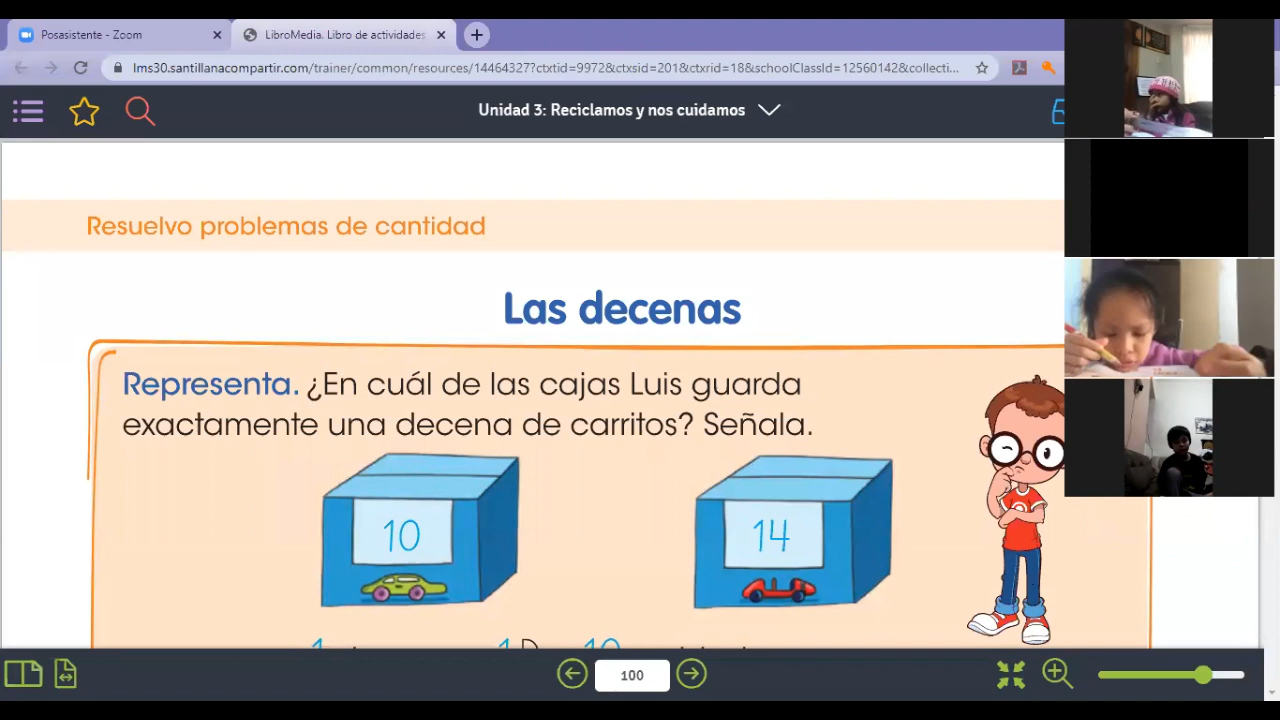 Posasistente - Zoom
LibroMedia. Libro de actividades
lms30.santillanacompartir.com/trainer/common/resources/14464327?ctxtid=9972&ctxsid=201&ctxrid=18&schoolClassId=12560142&collecti...
Unidad 3: Reciclamos y nos cuidamos
Resuelvo problemas de cantidad
Las decenas
Representa. ¿En cuál de las cajas Luis guarda
exactamente una decena de carritos? Señala.
10
14
100